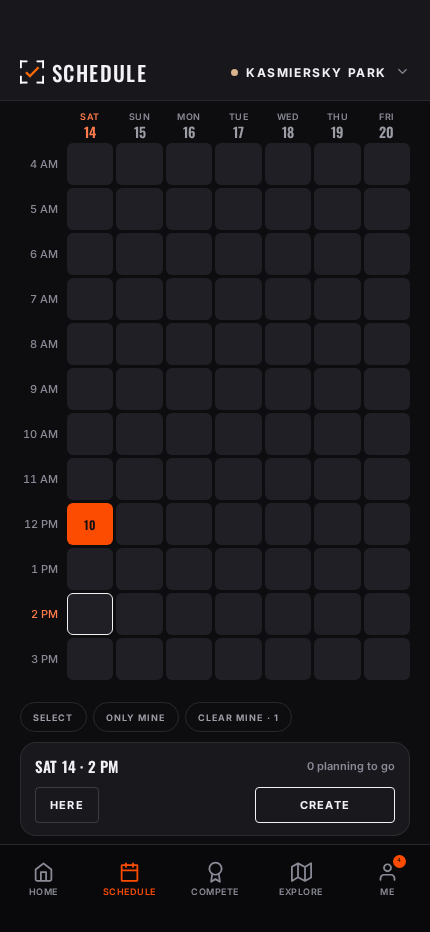 SCHEDULE
KASMIERSKY PARK
SAT SUN MON TUE WED THU FRI
14 15 16 17 18 19 20
4 AM
5 AM
6 AM
7 AM
8 AM
9 AM
10 AM
11 AM
12 PM 10
1 PM
2 PM
3 PM
SELECT ONLY MINE CLEAR MINE · 1
SAT 14 · 2 PM 0 planning to go
HERE CREATE
HOME SCHEDULE COMPETE EXPLORE ME